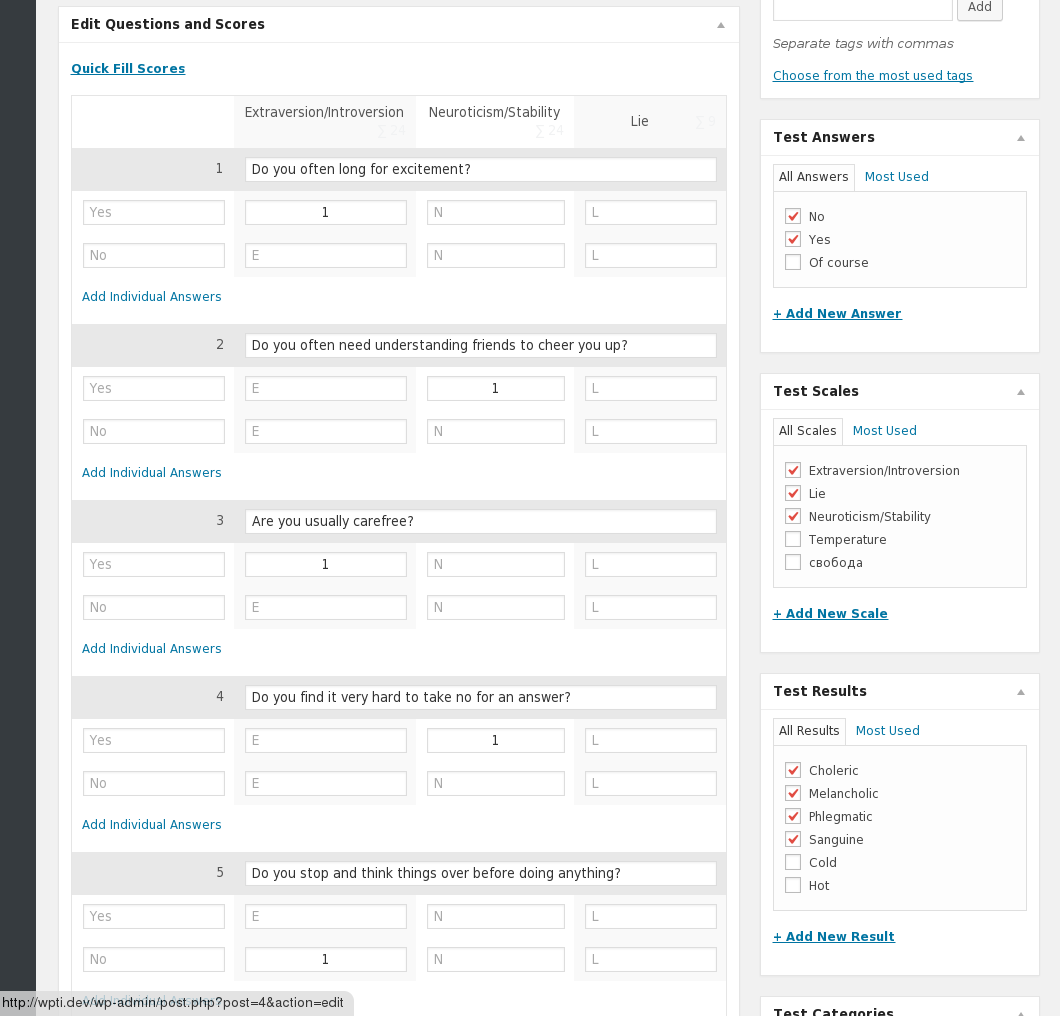 Edit Questions and Scores
Quick Fill Scores
Extraversion/Introversion Neuroticism/Stability Lie
∑ 24 ∑ 24
1 Do you often long for excitement?
Yes 1 N L
No E N L
Add Individual Answers
2 Do you often need understanding friends to cheer you up?
Yes E 1 L
No E N L
Add Individual Answers
3 Are you usually carefree?
Yes 1 N L
No E N L
Add Individual Answers
4 Do you find it very hard to take no for an answer?
Yes E 1 L
No E N L
Add Individual Answers
5 Do you stop and think things over before doing anything?
Yes E N L
No 1 N L
http://wpti.dev/wp-admin/post.php?post=4&action=edit
Add
Separate tags with commas
Choose from the most used tags
Test Answers
All Answers Most Used
No
Yes
Of course
+ Add New Answer
Test Scales
All Scales Most Used
Extraversion/Introversion
Lie
Neuroticism/Stability
Temperature
свобода
+ Add New Scale
Test Results
All Results Most Used
Choleric
Melancholic
Phlegmatic
Sanguine
Cold
Hot
+ Add New Result
Test Categories